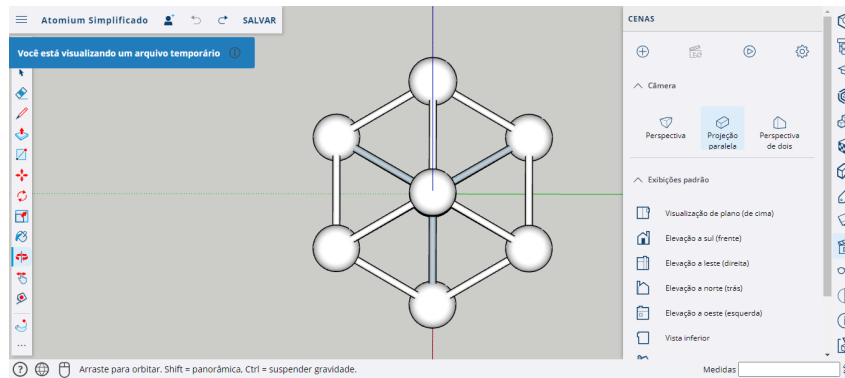 Atomium Simplificado
SALVAR
CENAS
Você está visualizando um arquivo temporário
Câmera
Perspectiva
Projeção
paralela
Perspectiva
de dois
Exibições padrão
Visualização de plano (de cima)
Elevação a sul (frente)
Elevação a leste (direita)
Elevação a norte (trás)
Elevação a oeste (esquerda)
Vista inferior
Arraste para orbitar. Shift = panorâmica, Ctrl = suspender gravidade.
Medidas